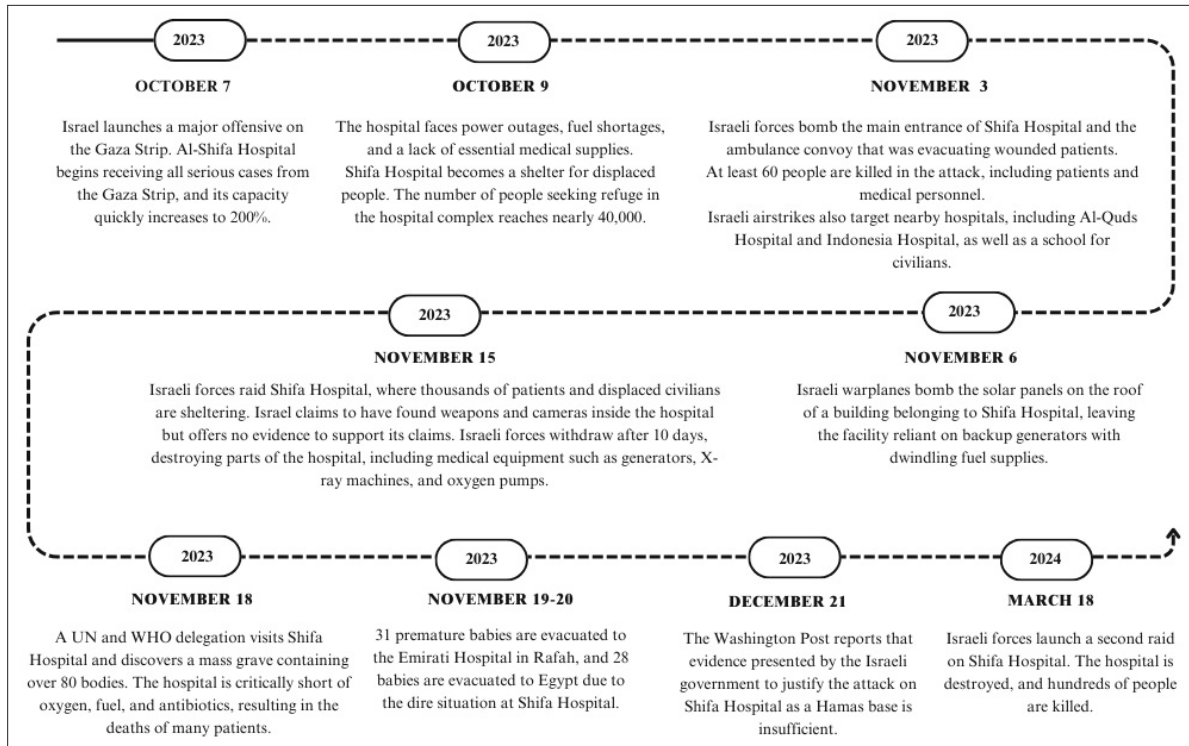 2023
OCTOBER 7
Israel launches a major offensive on
the Gaza Strip. Al-Shifa Hospital
begins receiving all serious cases from
the Gaza Strip, and its capacity
quickly increases to 200%.
2023
OCTOBER 9
The hospital faces power outages, fuel shortages,
and a lack of essential medical supplies.
Shifa Hospital becomes a shelter for displaced
people. The number of people seeking refuge in
the hospital complex reaches nearly 40,000.
2023
NOVEMBER 3
Israeli forces bomb the main entrance of Shifa Hospital and the
ambulance convoy that was evacuating wounded patients.
At least 60 people are killed in the attack, including patients and
medical personnel.
Israeli airstrikes also target nearby hospitals, including Al-Quds
Hospital and Indonesia Hospital, as well as a school for
civilians.
2023
NOVEMBER 6
Israeli warplanes bomb the solar panels on the roof
of a building belonging to Shifa Hospital, leaving
the facility reliant on backup generators with
dwindling fuel supplies.
2023
NOVEMBER 15
Israeli forces raid Shifa Hospital, where thousands of patients and displaced civilians
are sheltering. Israel claims to have found weapons and cameras inside the hospital
but offers no evidence to support its claims. Israeli forces withdraw after 10 days,
destroying parts of the hospital, including medical equipment such as generators, X-
ray machines, and oxygen pumps.
2023
NOVEMBER 18
A UN and WHO delegation visits Shifa
Hospital and discovers a mass grave containing
over 80 bodies. The hospital is critically short of
oxygen, fuel, and antibiotics, resulting in the
deaths of many patients.
2023
NOVEMBER 19-20
31 premature babies are evacuated to
the Emirati Hospital in Rafah, and 28
babies are evacuated to Egypt due to
the dire situation at Shifa Hospital.
2023
DECEMBER 21
The Washington Post reports that
evidence presented by the Israeli
government to justify the attack on
Shifa Hospital as a Hamas base is
insufficient.
2024
MARCH 18
Israeli forces launch a second raid
on Shifa Hospital. The hospital is
destroyed, and hundreds of people
are killed.